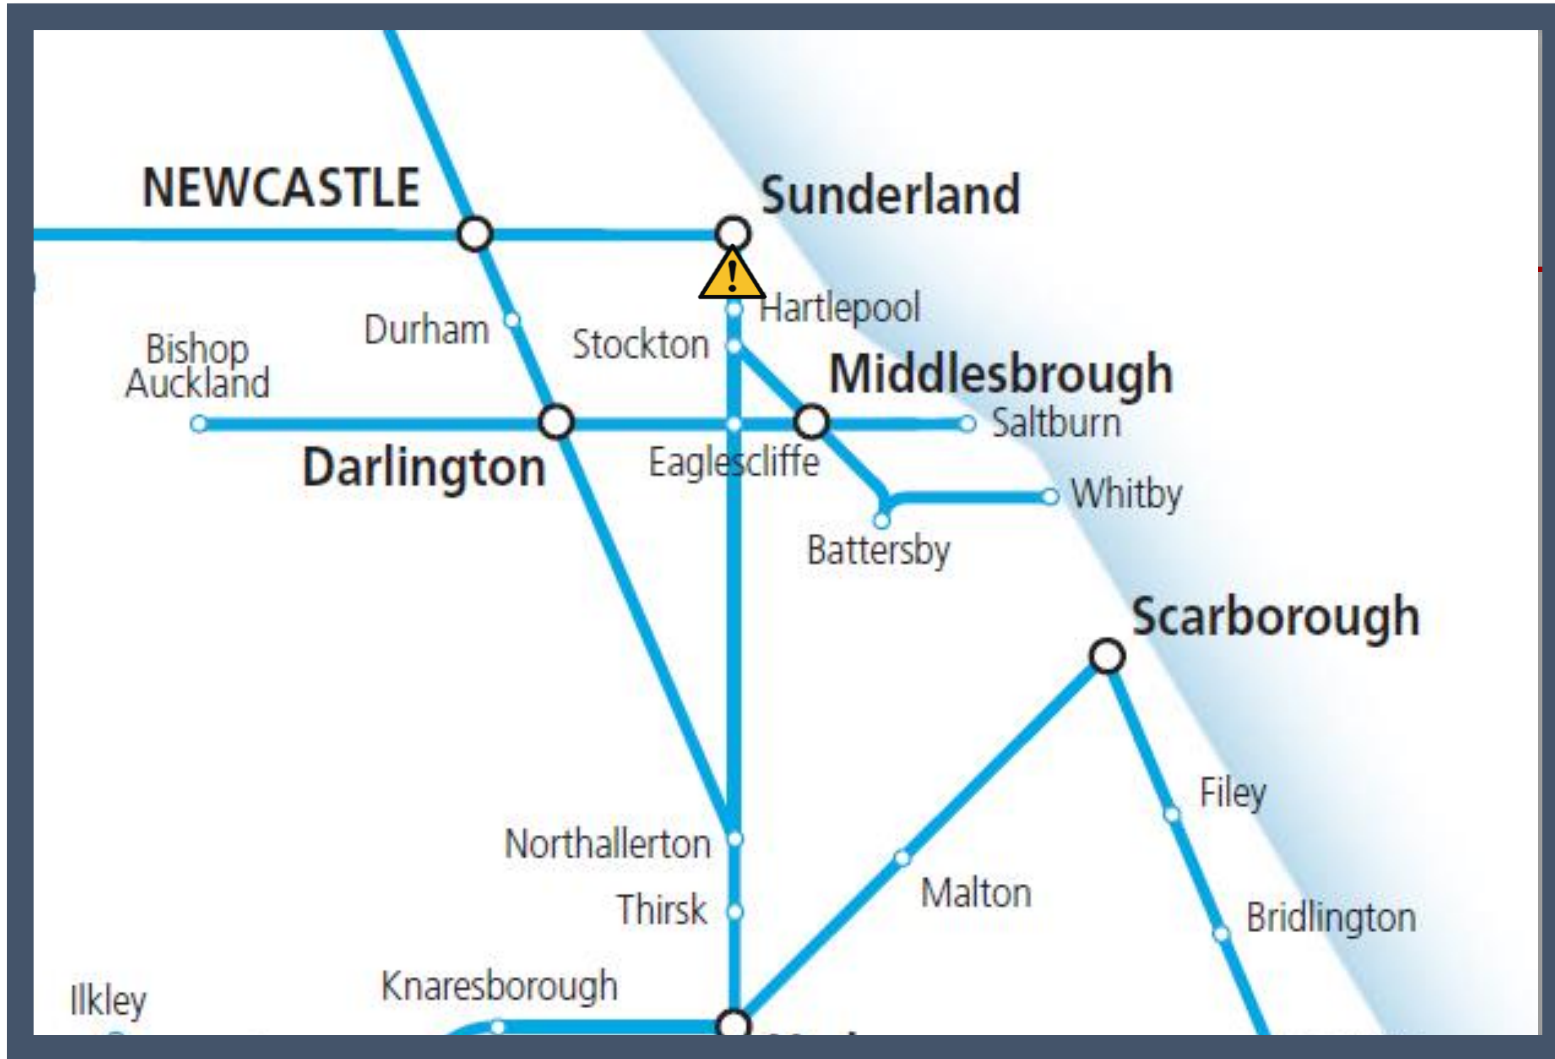 NEWCASTLE
Sunderland
!
Hartlepool
Durham
Stockton
Bishop
Auckland
Middlesbrough
Saltburn
Darlington
Eaglescliffe
Whitby
Battersby
Scarborough
Filey
Northallerton
Malton
Thirsk
Bridlington
Knaresborough
Ilkley